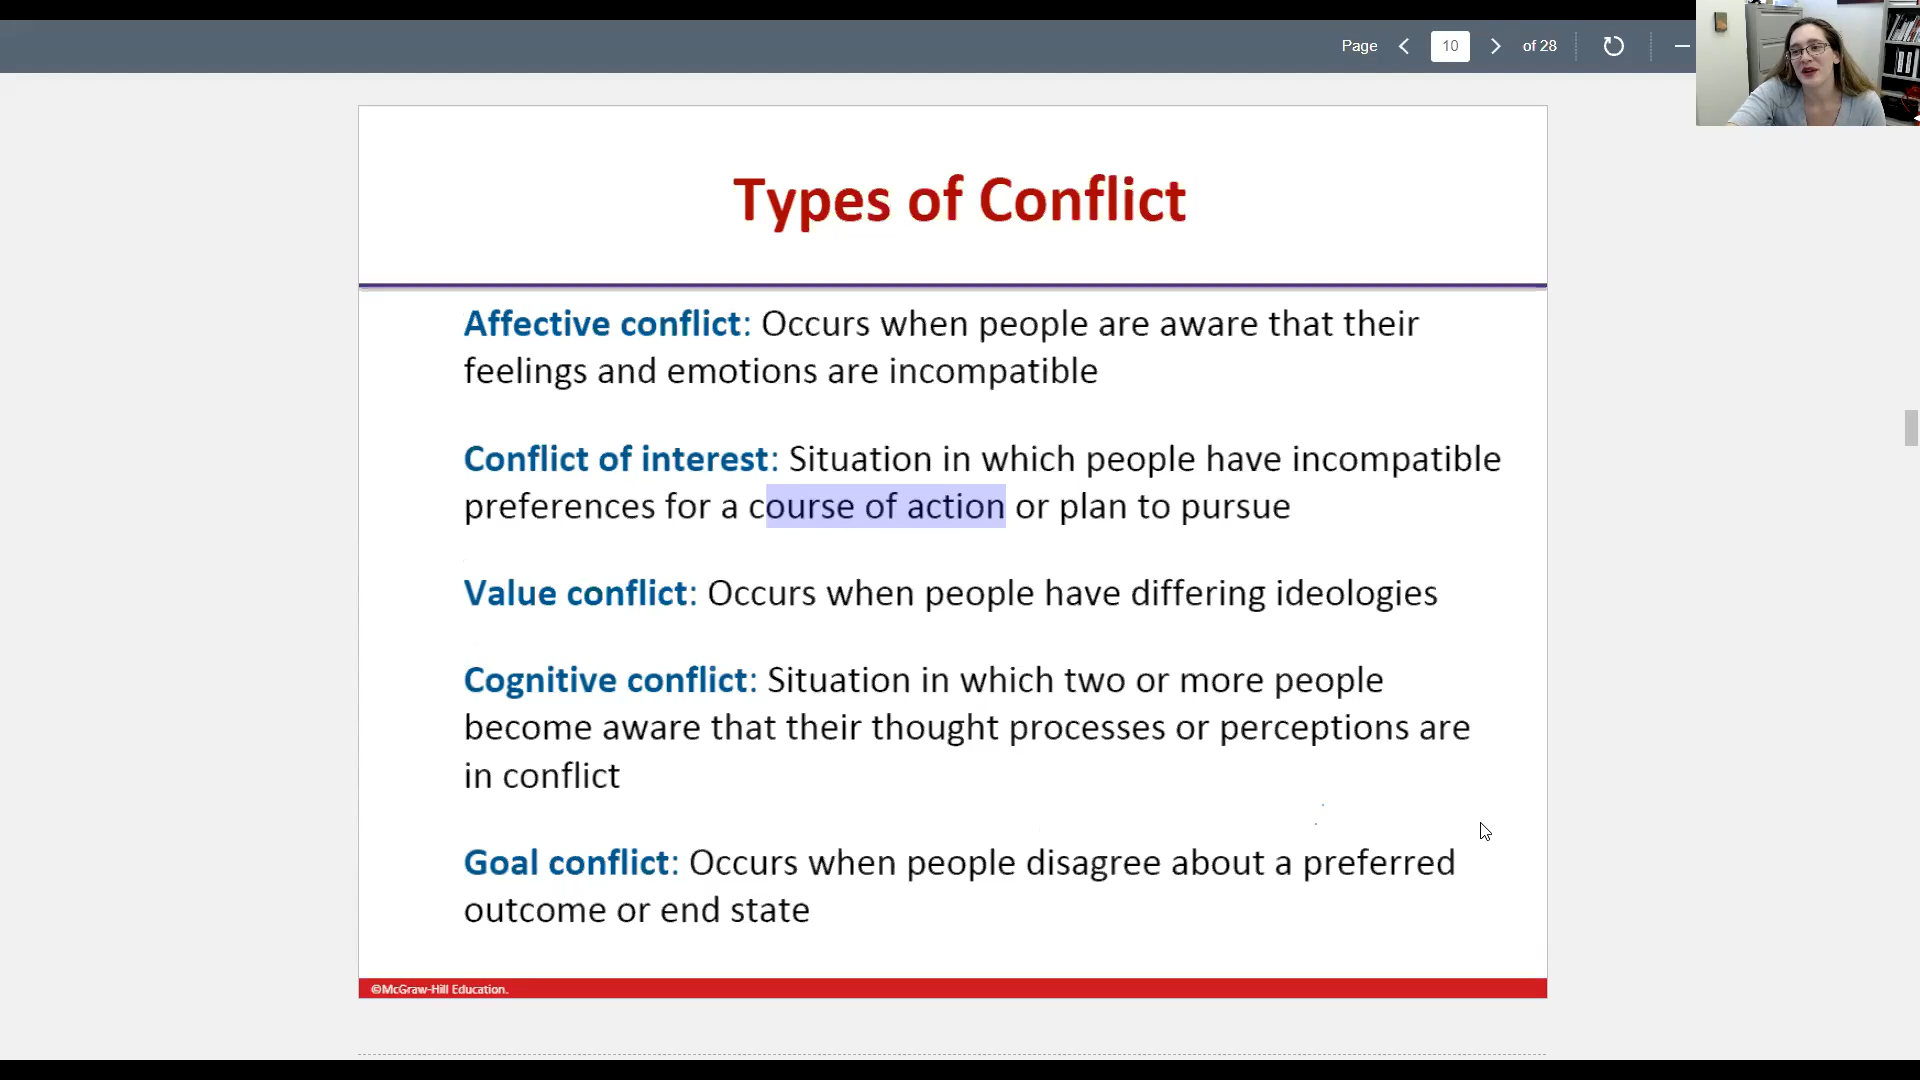 Page 10 of 28
Types of Conflict
Affective conflict: Occurs when people are aware that their
feelings and emotions are incompatible
Conflict of interest: Situation in which people have incompatible
preferences for a course of action or plan to pursue
Value conflict: Occurs when people have differing ideologies
Cognitive conflict: Situation in which two or more people
become aware that their thought processes or perceptions are
in conflict
Goal conflict: Occurs when people disagree about a preferred
outcome or end state
©McGraw-Hill Education.